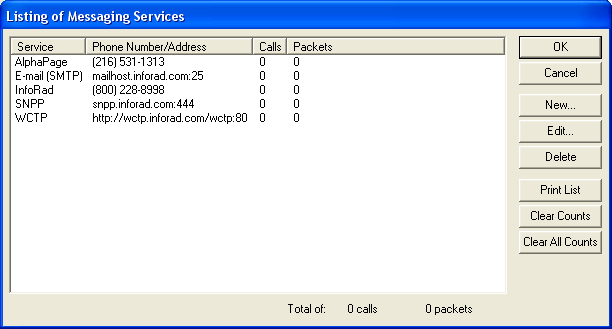 Listing of Messaging Services
Service Phone Number/Address Calls Packets
AlphaPage (216) 531-1313 0 0
E-mail (SMTP) mailhost.inforad.com:25 0 0
InfoRad (800) 228-8998 0 0
SNPP snpp.inforad.com:444 0 0
WCTP http://wctp.inforad.com/wctp:80 0 0
OK
Cancel
New...
Edit...
Delete
Print List
Clear Counts
Clear All Counts
Total of: 0 calls 0 packets